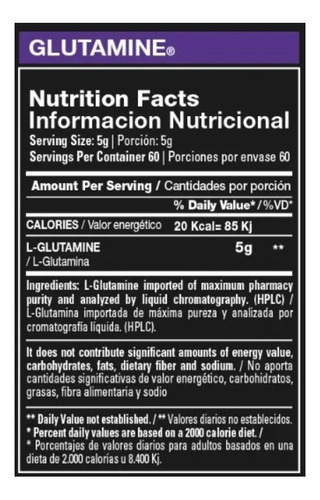 GLUTAMINE®
Nutrition Facts
Informacion Nutricional
Serving Size: 5g | Porción: 5g
Servings Per Container 60 | Porciones por envase 60
Amount Per Serving / Cantidades por porción
% Daily Value* / %VD*
CALORIES / Valor energético 20 Kcal= 85 Kj
L-GLUTAMINE 5g **
/ L-Glutamina
Ingredients: L-Glutamine imported of maximum pharmacy
purity and analyzed by liquid chromatography. (HPLC) /
L-Glutamina importada de máxima pureza y analizada por
cromatografía líquida. (HPLC).
It does not contribute significant amounts of energy value,
carbohydrates, fats, dietary fiber and sodium. / No aporta
cantidades significativas de valor energético, carbohidratos,
grasas, fibra alimentaria y sodio
** Daily Value not established. / ** Valores diarios no establecidos.
* Percent daily values are based on a 2000 calorie diet. /
* Porcentajes de valores diarios para adultos basados en una
dieta de 2.000 calorías u 8.400 Kj.